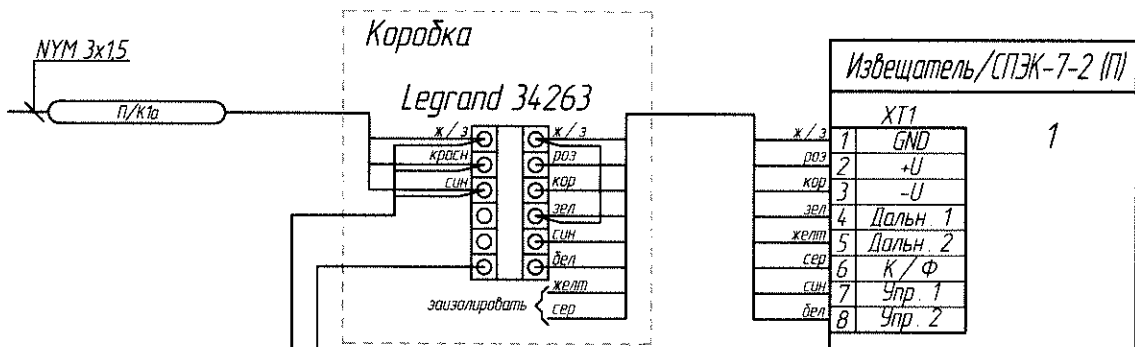 NYM 3x1,5
П/К1а
Коробка
Legrand 34263
ж/з
красн
син
ж/з
роз
кор
зел
син
бел
желт
сер
заизолировать
Извещатель/СПЭК-7-2 (П)
XT1
1
ж/з 1 GND
роз 2 +U
кор 3 -U
зел 4 Дальн. 1
желт 5 Дальн. 2
сер 6 К/Ф
син 7 Упр. 1
бел 8 Упр. 2